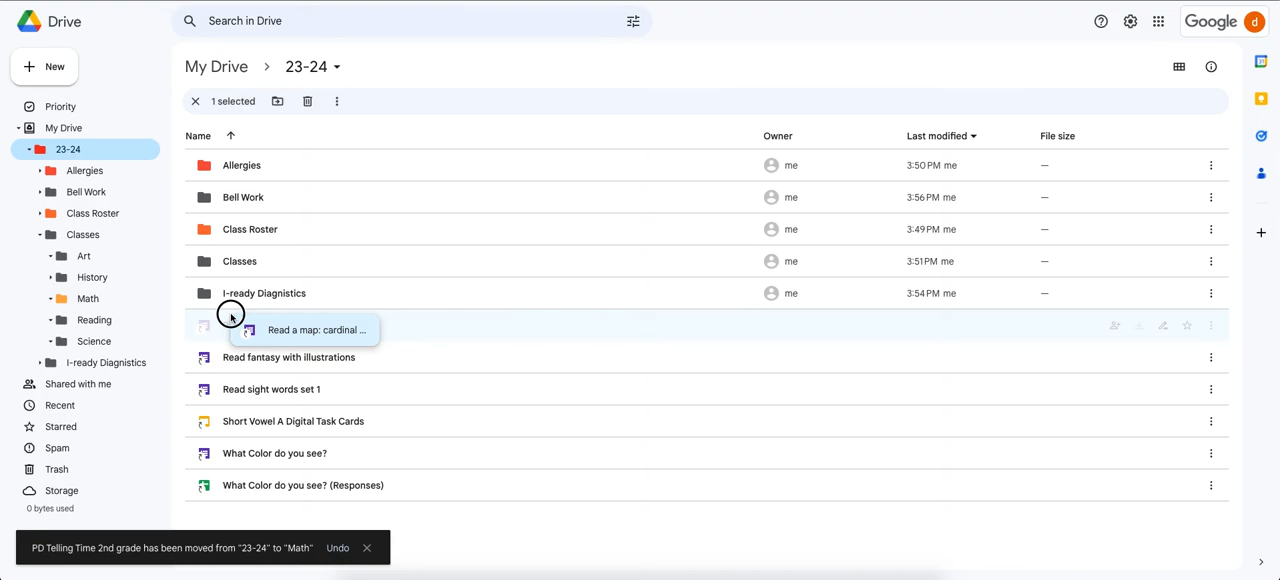 Drive
Search in Drive
Google
d
New
My Drive
23-24
1 selected
Priority
My Drive
23-24
Allergies
Bell Work
Class Roster
Classes
Art
History
Math
Reading
Science
I-ready Diagnostics
Shared with me
Recent
Starred
Spam
Trash
Storage
0 bytes used
Name Owner Last modified File size
Allergies me 3:50 PM me —
Bell Work me 3:56 PM me —
Class Roster me 3:49 PM me —
Classes me 3:51 PM me —
I-ready Diagnostics me 3:54 PM me —
Read a map: cardinal ...
Read fantasy with illustrations
Read sight words set 1
Short Vowel A Digital Task Cards
What Color do you see?
What Color do you see? (Responses)
PD Telling Time 2nd grade has been moved from "23-24" to "Math" Undo